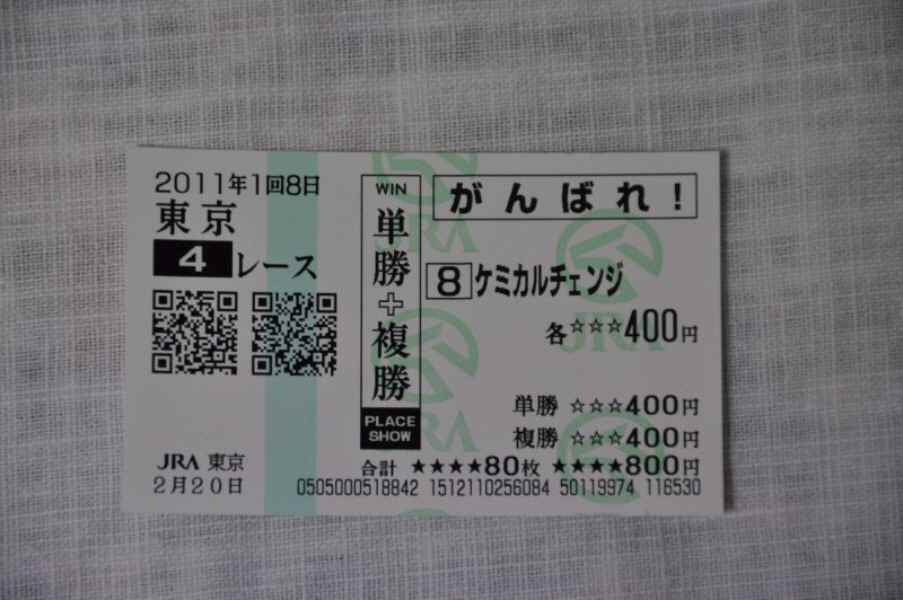 2011年1回8日
東京
4 レース
JRA 東京
2月20日
WIN
単勝+複勝
PLACE
SHOW
がんばれ!
8 ケミカルチェンジ
各☆☆☆400円
単勝 ☆☆☆400円
複勝 ☆☆☆400円
合計 ★★★★80枚 ★★★★800円
0505000518842 1512110256084 50119974 116530
JRA
JRA
JRA